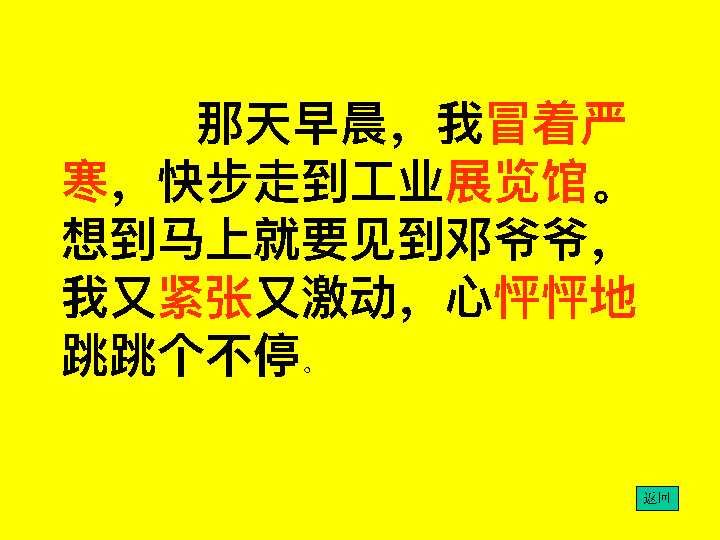 那天早晨，我冒着严
寒，快步走到工业展览馆。
想到马上就要见到邓爷爷，
我又紧张又激动，心怦怦地
跳跳个不停。
返回